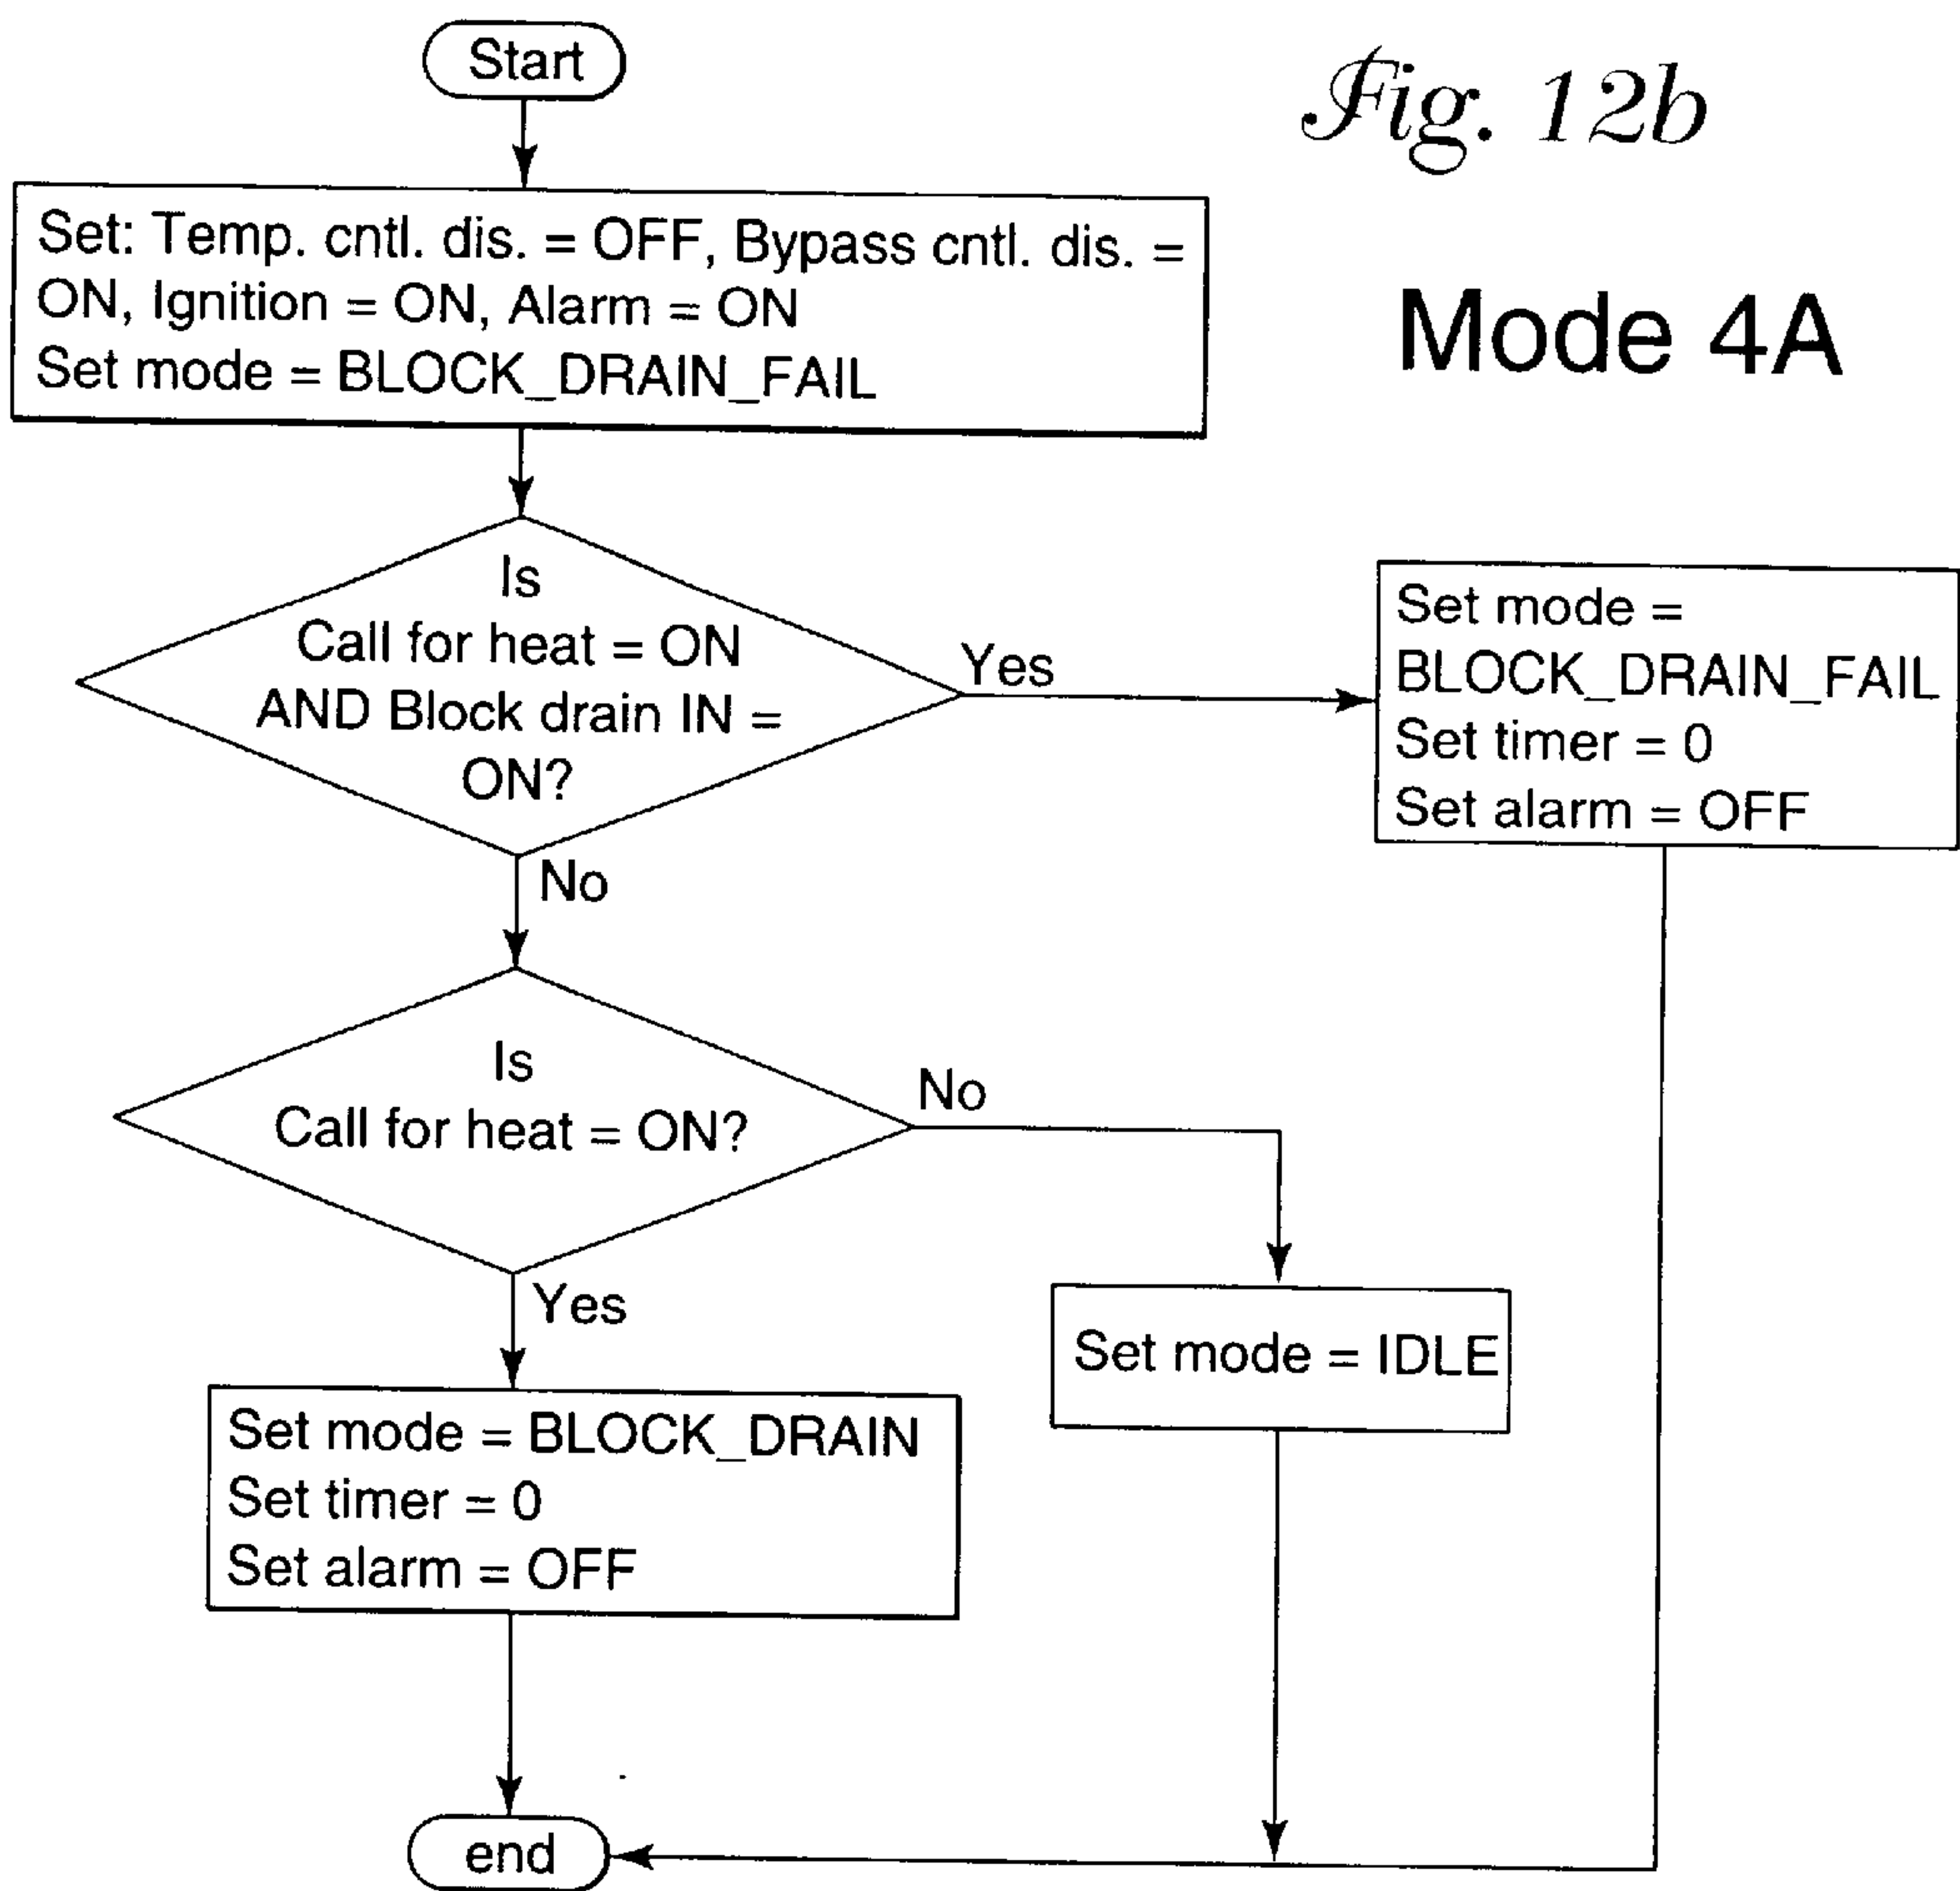 Start
Fig. 12b
Mode 4A
Set: Temp. cntl. dis. = OFF, Bypass cntl. dis. =
ON, Ignition = ON, Alarm = ON
Set mode = BLOCK_DRAIN_FAIL
Is
Call for heat = ON
AND Block drain IN =
ON?
Yes
Set mode =
BLOCK_DRAIN_FAIL
Set timer = 0
Set alarm = OFF
No
Is
Call for heat = ON?
No
Yes
Set mode = IDLE
Set mode = BLOCK_DRAIN
Set timer = 0
Set alarm = OFF
end